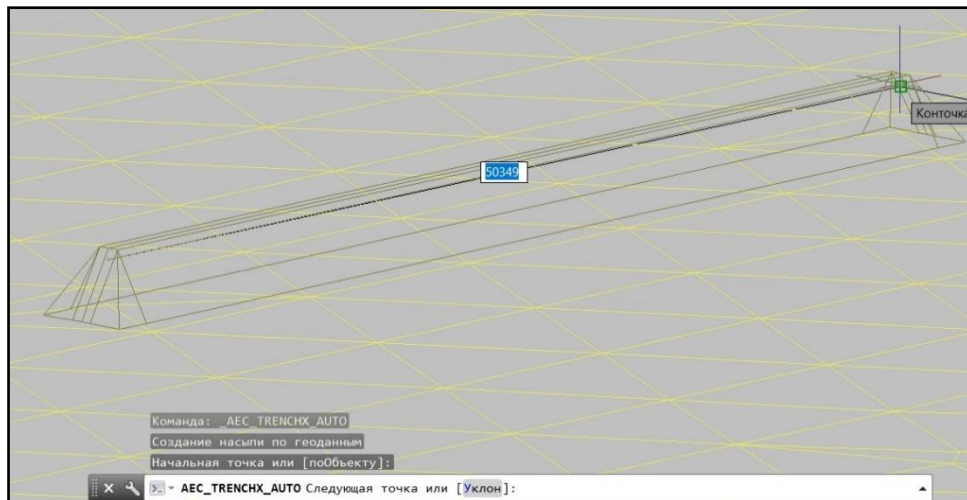 50349
Конточка
Команда: _AEC_TRENCHX_AUTO
Создание насыпи по геоданным
Начальная точка или [поОбъекту]:
AEC_TRENCHX_AUTO Следующая точка или [Уклон]: